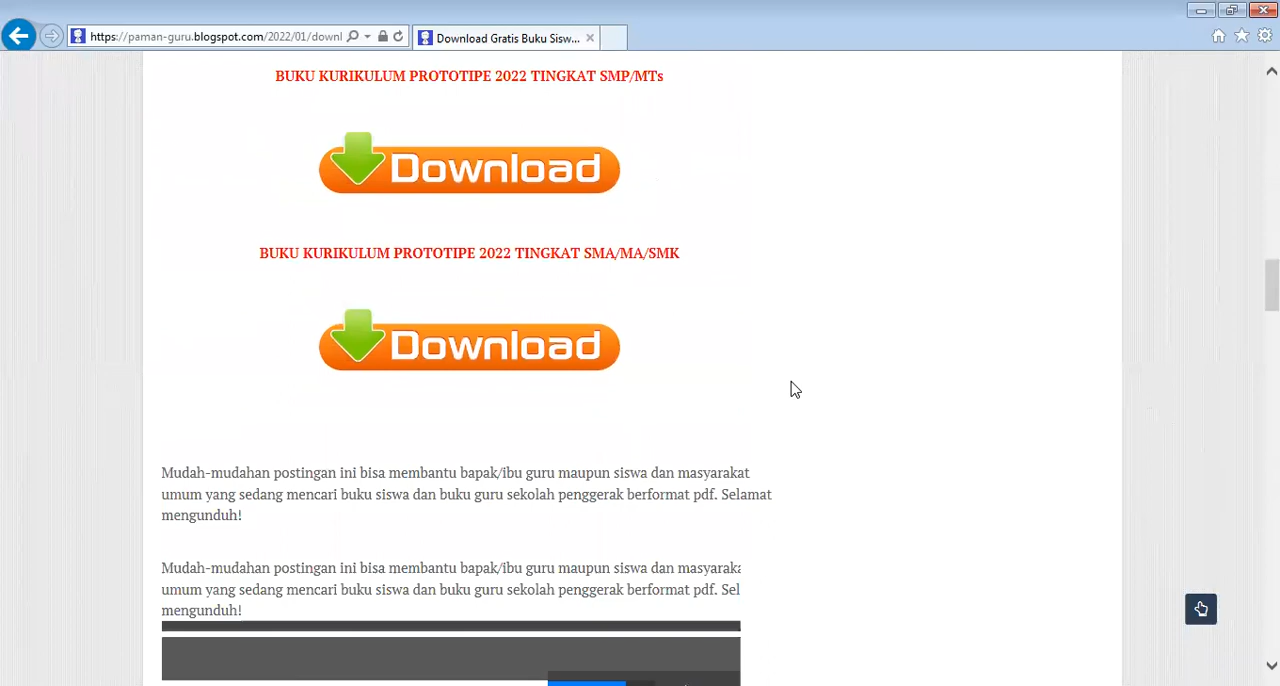 https://paman-guru.blogspot.com/2022/01/downl
Download Gratis Buku Sisw...
BUKU KURIKULUM PROTOTIPE 2022 TINGKAT SMP/MTs
Download
BUKU KURIKULUM PROTOTIPE 2022 TINGKAT SMA/MA/SMK
Download
Mudah-mudahan postingan ini bisa membantu bapak/ibu guru maupun siswa dan masyarakat
umum yang sedang mencari buku siswa dan buku guru sekolah penggerak berformat pdf. Selamat
mengunduh!
Mudah-mudahan postingan ini bisa membantu bapak/ibu guru maupun siswa dan masyaraka
umum yang sedang mencari buku siswa dan buku guru sekolah penggerak berformat pdf. Sel
mengunduh!